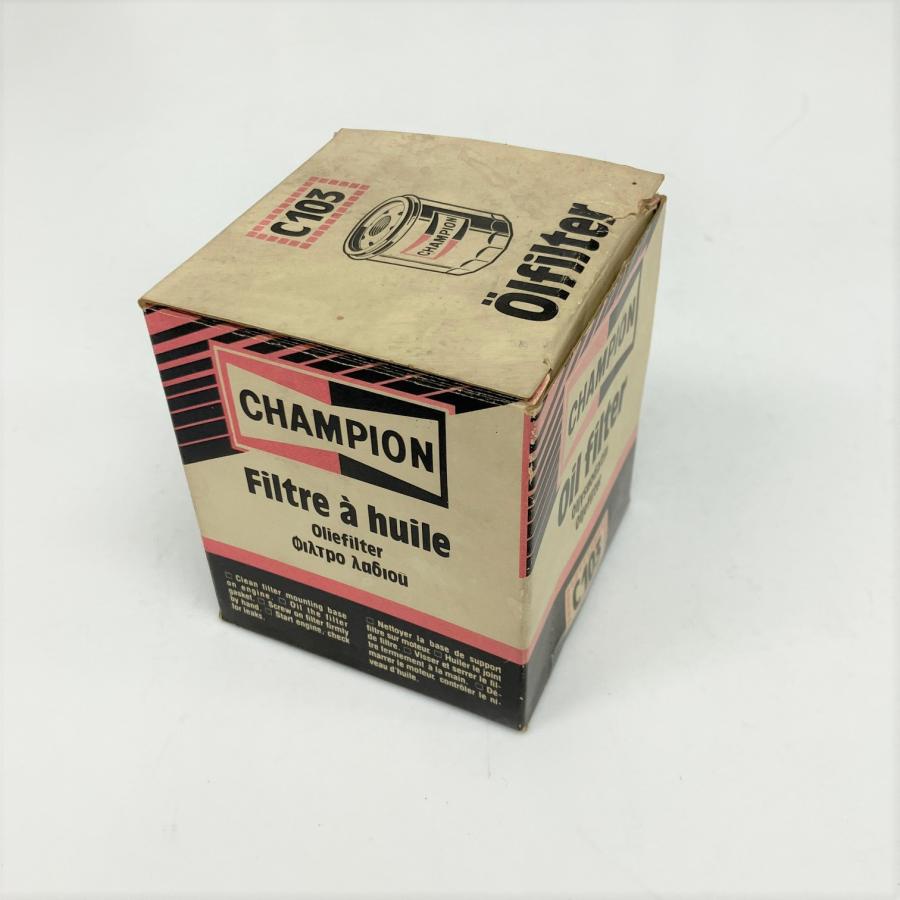 C103
CHAMPION
Ölfilter
CHAMPION
Filtre à huile
Oliefilter
Φιλτρο λαδιού
Clean filter mounting base
on engine. Oil the filter
gasket. Screw on filter firmly
by hand. Start engine, check
for leaks.
Nettoyer la base de support
filtre sur moteur. Huiler le joint
de filtre. Visser et serrer le fil-
tre fermement à la main. Dé-
marrer le moteur, contrôler le ni-
veau d'huile.
CHAMPION
Oil filter
C103